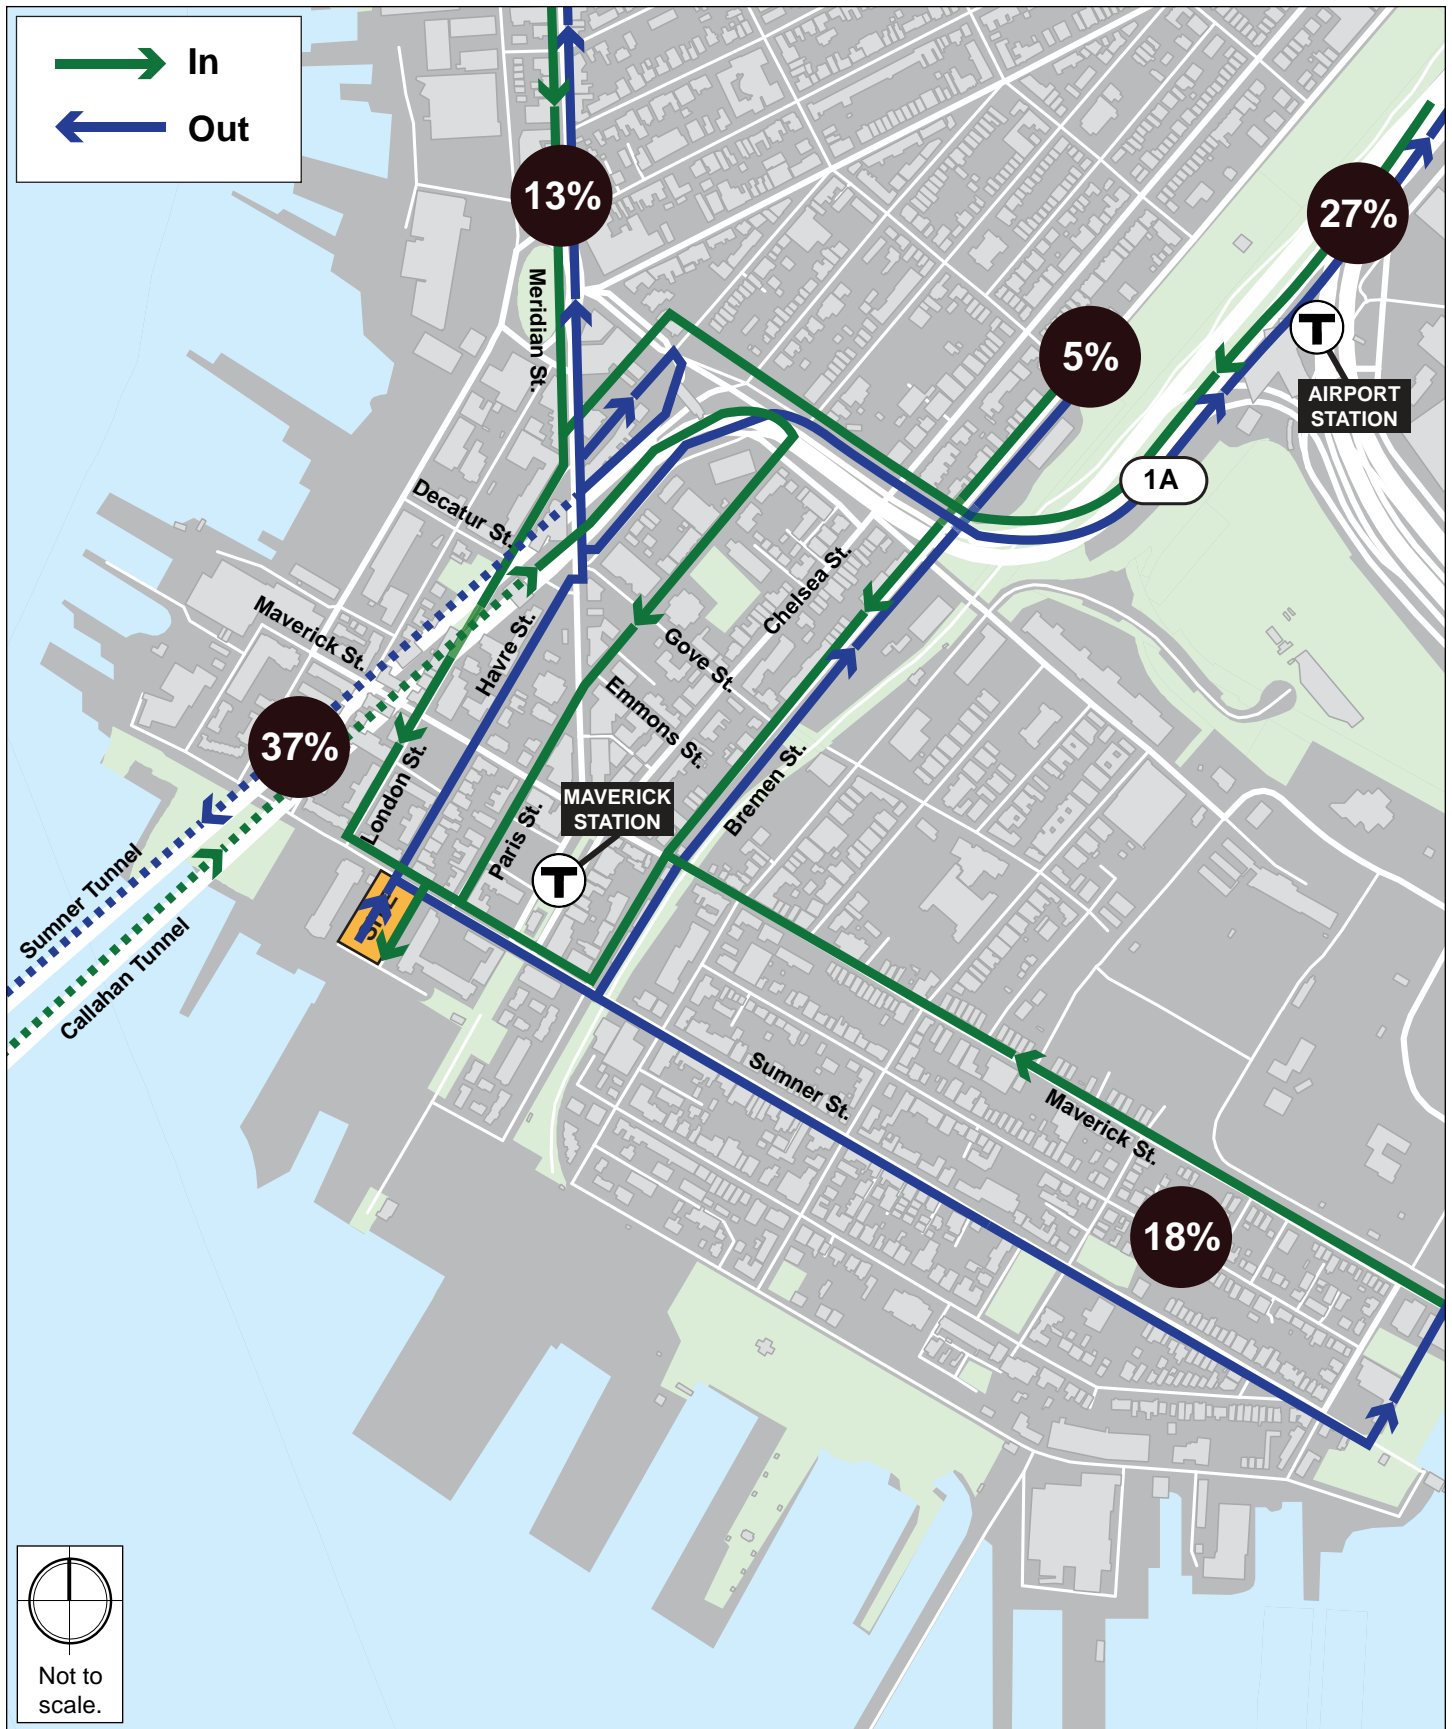 In
Out
13%
27%
Meridian St.
5%
T
AIRPORT
STATION
1A
Decatur St.
Chelsea St.
Maverick St.
Havre St.
Gove St.
Emmons St.
37%
London St.
Bremen St.
MAVERICK
STATION
Paris St.
T
Sumner Tunnel
Callahan Tunnel
Sumner St.
Maverick St.
18%
Not to
scale.